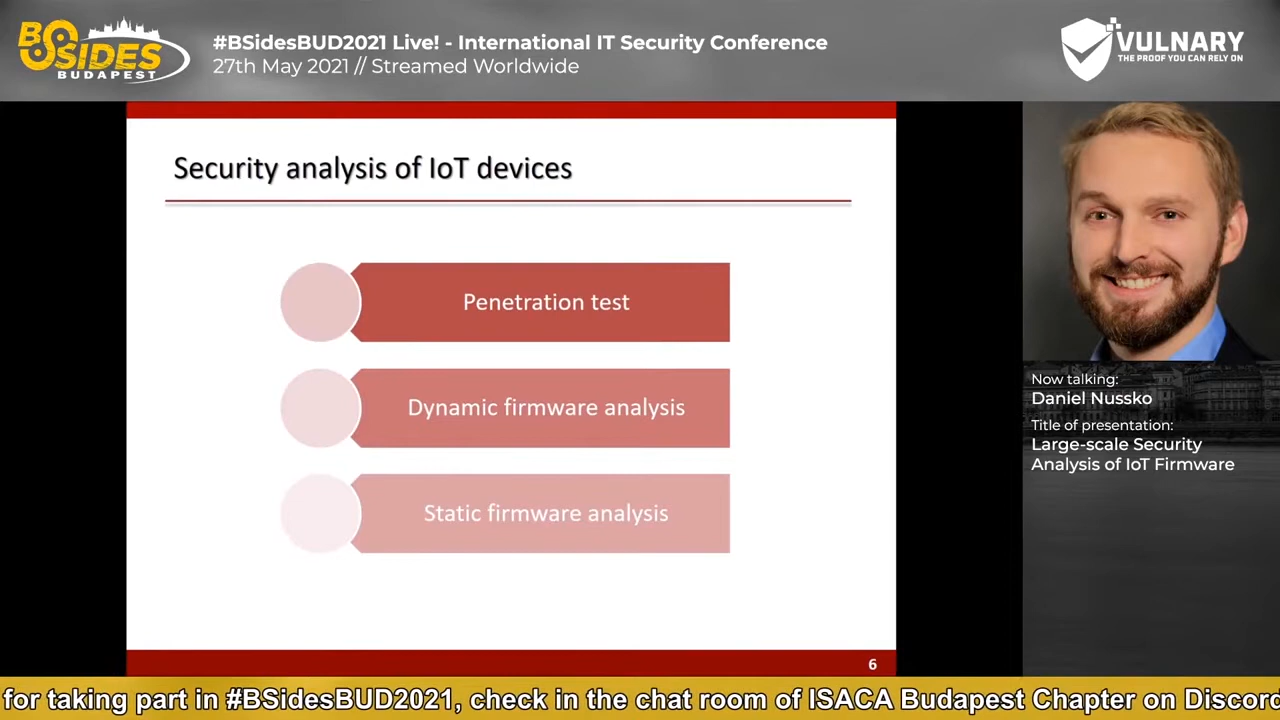 BSIDES
BUDAPEST
#BSidesBUD2021 Live! - International IT Security Conference
27th May 2021 // Streamed Worldwide
VULNARY
THE PROOF YOU CAN RELY ON
Security analysis of IoT devices
Penetration test
Dynamic firmware analysis
Static firmware analysis
6
Now talking:
Daniel Nussko
Title of presentation:
Large-scale Security
Analysis of IoT Firmware
for taking part in #BSidesBUD2021, check in the chat room of ISACA Budapest Chapter on Discord